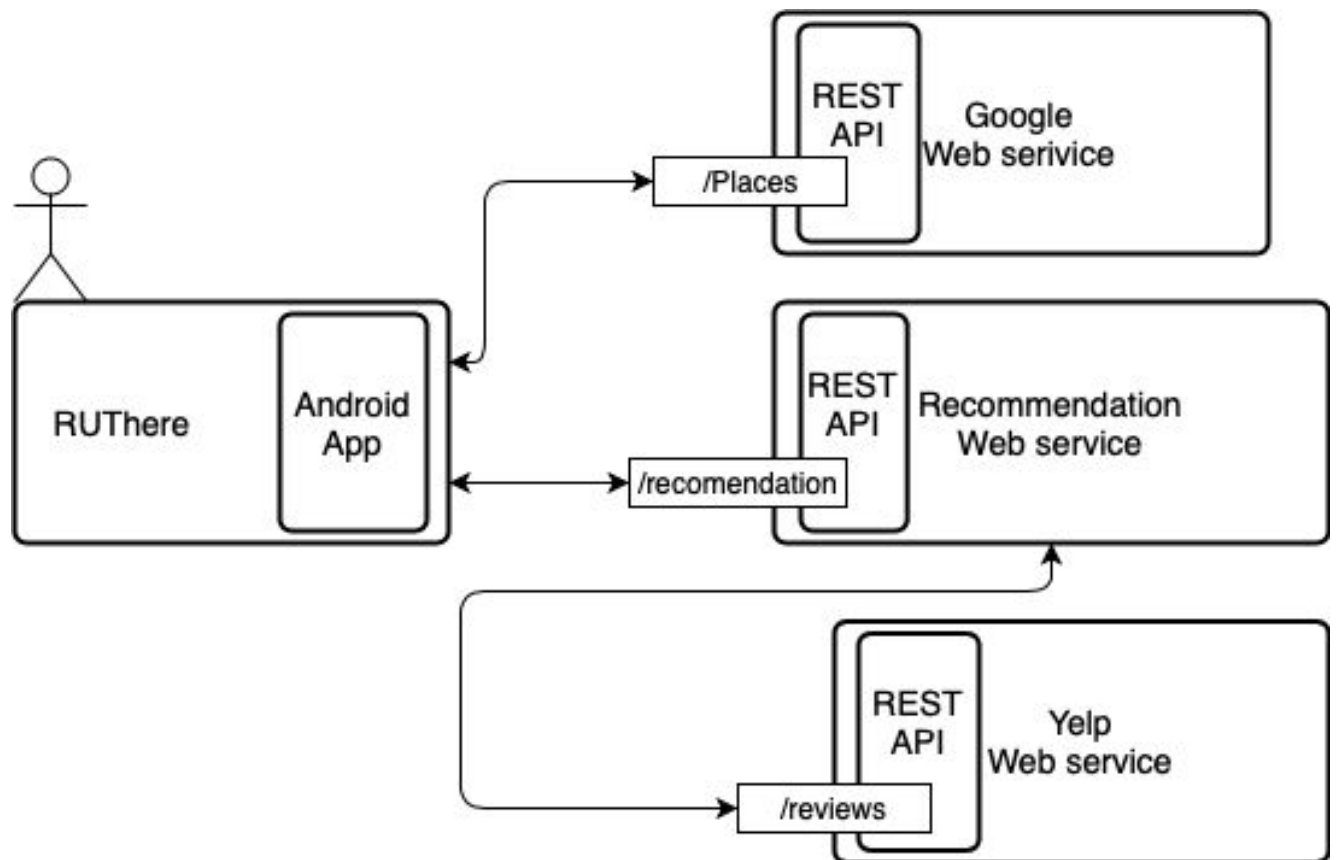 REST
API
Google
Web serivice
/Places
RUThere
Android
App
REST
API
Recommendation
Web service
/recomendation
REST
API
Yelp
Web service
/reviews